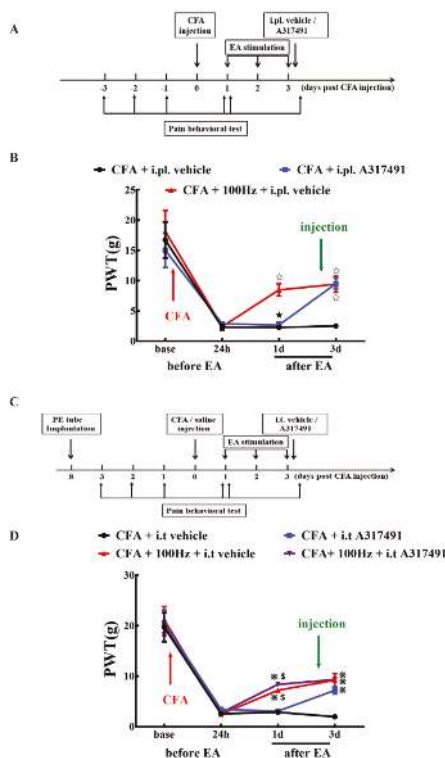 A
CFA
injection
i.pl. vehicle /
A317491
EA stimulation
-3 -2 -1 0 1 2 3 (days post CFA injection)
Pain behavioral test
B
CFA + i.pl. vehicle CFA + i.pl. A317491
CFA + 100Hz + i.pl. vehicle
25
20
15
10
5
0
PWT(g)
injection
CFA
base 24h 1d 3d
before EA after EA
C
PE tube
Implantation
CFA / saline
injection
i.t. vehicle /
A317491
EA stimulation
3 2 1 0 1 2 3 (days post CFA injection)
Pain behavioral test
D
CFA + i.t vehicle CFA + i.t A317491
CFA + 100Hz + i.t vehicle CFA+ 100Hz + i.t A317491
30
20
10
0
PWT(g)
injection
※ $
※ $
※
※
※
CFA
base 24h 1d 3d
before EA after EA